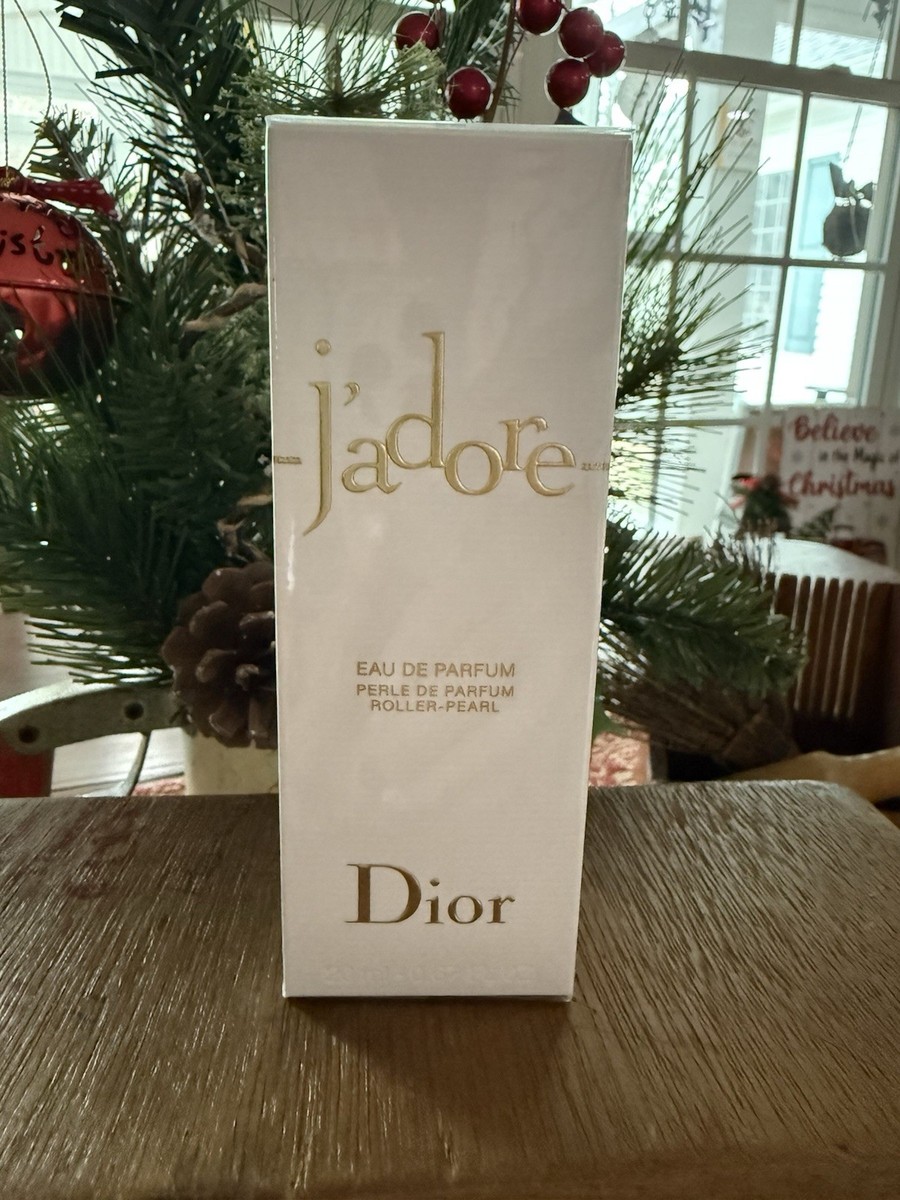 j'adore
EAU DE PARFUM
PERLE DE PARFUM
ROLLER-PEARL
Dior
Believe
in the Magic of
Christmas